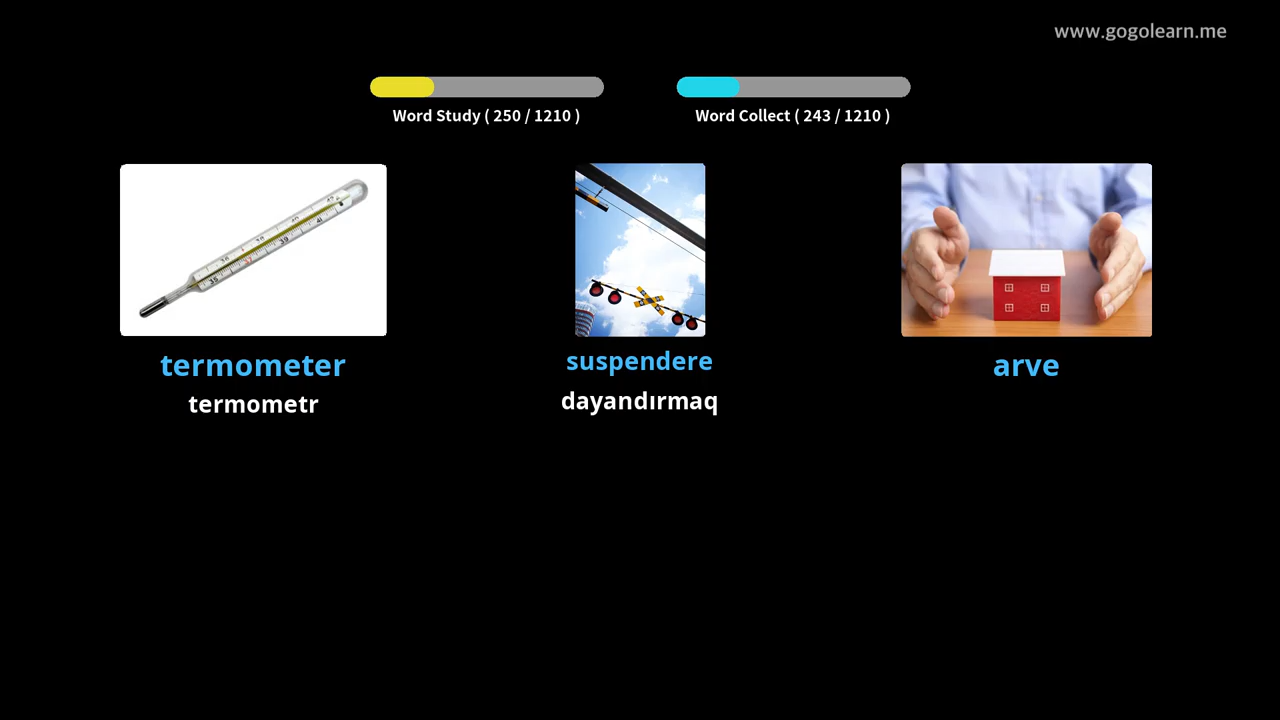 www.gogolearn.me
Word Study ( 250 / 1210 )
Word Collect ( 243 / 1210 )
termometer
termometr
suspendere
dayandırmaq
arve